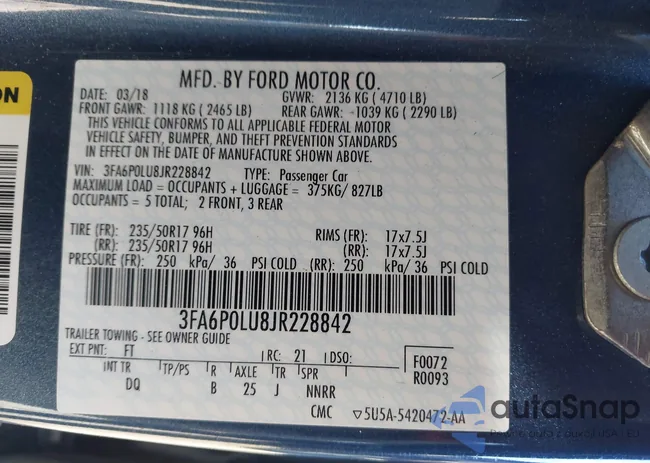 ON
MFD. BY FORD MOTOR CO.
DATE: 03/18 GVWR: 2136 KG ( 4710 LB)
FRONT GAWR: 1118 KG ( 2465 LB) REAR GAWR: 1039 KG ( 2290 LB)
THIS VEHICLE CONFORMS TO ALL APPLICABLE FEDERAL MOTOR
VEHICLE SAFETY, BUMPER, AND THEFT PREVENTION STANDARDS
IN EFFECT ON THE DATE OF MANUFACTURE SHOWN ABOVE.
VIN: 3FA6P0LU8JR228842 TYPE: Passenger Car
MAXIMUM LOAD = OCCUPANTS + LUGGAGE = 375KG/ 827LB
OCCUPANTS = 5 TOTAL; 2 FRONT, 3 REAR
TIRE (FR): 235/50R17 96H RIMS (FR): 17x7.5J
(RR): 235/50R17 96H (RR): 17x7.5J
PRESSURE (FR): 250 kPa/ 36 PSI COLD (RR): 250 kPa/ 36 PSI COLD
3FA6P0LU8JR228842
TRAILER TOWING - SEE OWNER GUIDE
EXT PNT: FT RC: 21 DSO: F0072
R0093
INT TR TP/PS R AXLE TR SPR
DQ B 25 J NNRR
CMC ▽5U5A-5420472-AA
autoSnap